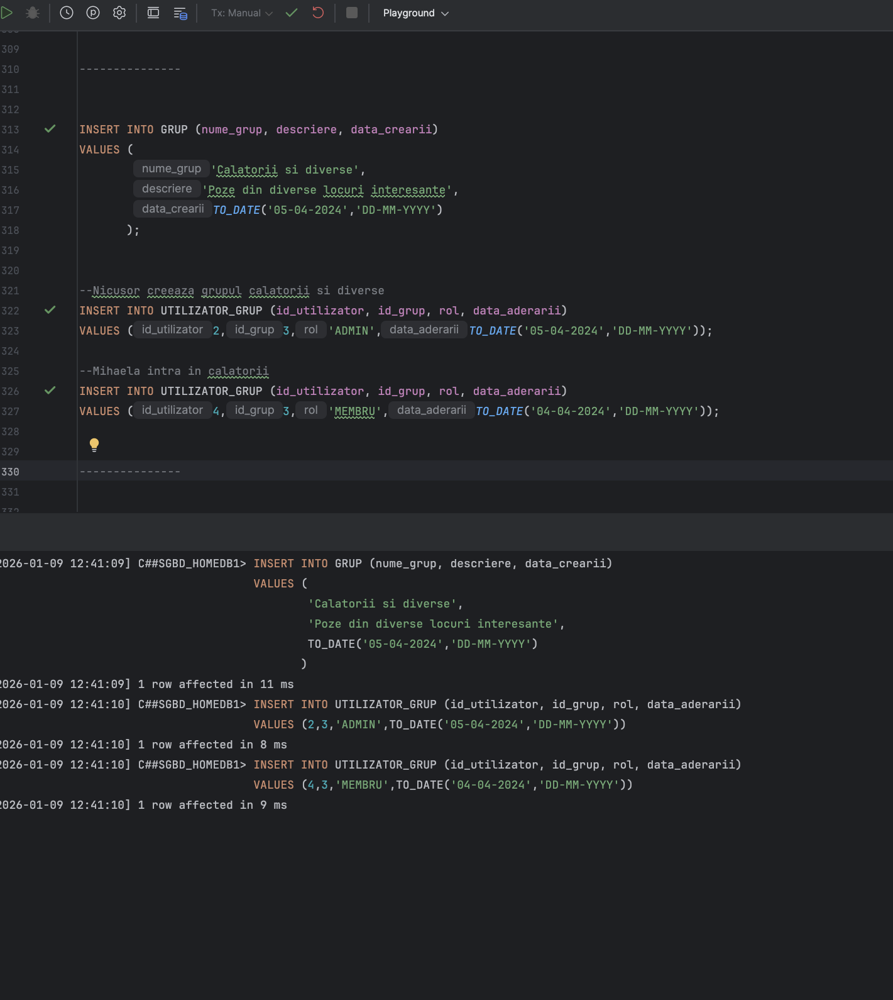 Tx: Manual Playground
309
310 ---------------
311
312
313 INSERT INTO GRUP (nume_grup, descriere, data_crearii)
314 VALUES (
315 nume_grup 'Calatorii si diverse',
316 descriere 'Poze din diverse locuri interesante',
317 data_crearii TO_DATE('05-04-2024','DD-MM-YYYY')
318 );
319
320
321 --Nicusor creeaza grupul calatorii si diverse
322 INSERT INTO UTILIZATOR_GRUP (id_utilizator, id_grup, rol, data_aderarii)
323 VALUES ( id_utilizator 2, id_grup 3, rol 'ADMIN', data_aderarii TO_DATE('05-04-2024','DD-MM-YYYY'));
324
325 --Mihaela intra in calatorii
326 INSERT INTO UTILIZATOR_GRUP (id_utilizator, id_grup, rol, data_aderarii)
327 VALUES ( id_utilizator 4, id_grup 3, rol 'MEMBRU', data_aderarii TO_DATE('04-04-2024','DD-MM-YYYY'));
328
329
330 ---------------
331
332
2026-01-09 12:41:09] C##SGBD_HOMEDB1> INSERT INTO GRUP (nume_grup, descriere, data_crearii)
VALUES (
'Calatorii si diverse',
'Poze din diverse locuri interesante',
TO_DATE('05-04-2024','DD-MM-YYYY')
)
2026-01-09 12:41:09] 1 row affected in 11 ms
2026-01-09 12:41:10] C##SGBD_HOMEDB1> INSERT INTO UTILIZATOR_GRUP (id_utilizator, id_grup, rol, data_aderarii)
VALUES (2,3,'ADMIN',TO_DATE('05-04-2024','DD-MM-YYYY'))
2026-01-09 12:41:10] 1 row affected in 8 ms
2026-01-09 12:41:10] C##SGBD_HOMEDB1> INSERT INTO UTILIZATOR_GRUP (id_utilizator, id_grup, rol, data_aderarii)
VALUES (4,3,'MEMBRU',TO_DATE('04-04-2024','DD-MM-YYYY'))
2026-01-09 12:41:10] 1 row affected in 9 ms